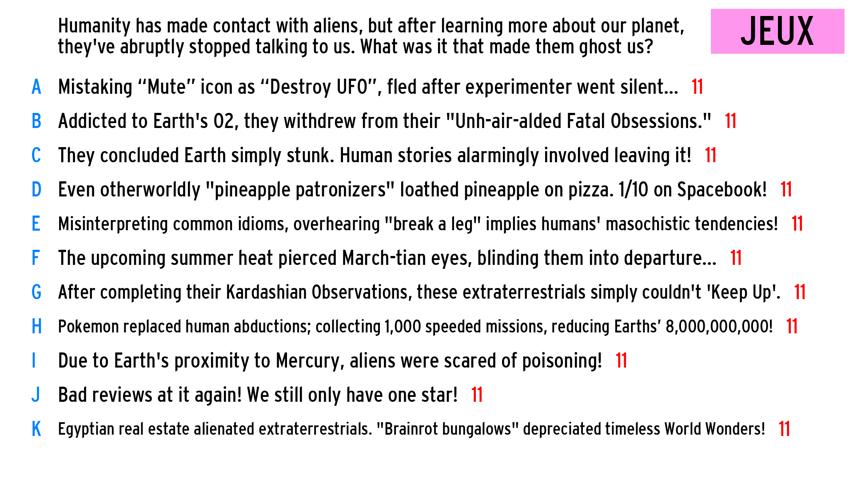 Humanity has made contact with aliens, but after learning more about our planet,
they've abruptly stopped talking to us. What was it that made them ghost us?
JEUX
A Mistaking “Mute” icon as “Destroy UFO”, fled after experimenter went silent... 11
B Addicted to Earth's O2, they withdrew from their "Unh-air-alded Fatal Obsessions." 11
C They concluded Earth simply stunk. Human stories alarmingly involved leaving it! 11
D Even otherworldly "pineapple patronizers" loathed pineapple on pizza. 1/10 on Spacebook! 11
E Misinterpreting common idioms, overhearing "break a leg" implies humans' masochistic tendencies! 11
F The upcoming summer heat pierced March-tian eyes, blinding them into departure... 11
G After completing their Kardashian Observations, these extraterrestrials simply couldn't 'Keep Up'. 11
H Pokemon replaced human abductions; collecting 1,000 speeded missions, reducing Earths’ 8,000,000,000! 11
I Due to Earth's proximity to Mercury, aliens were scared of poisoning! 11
J Bad reviews at it again! We still only have one star! 11
K Egyptian real estate alienated extraterrestrials. "Brainrot bungalows" depreciated timeless World Wonders! 11